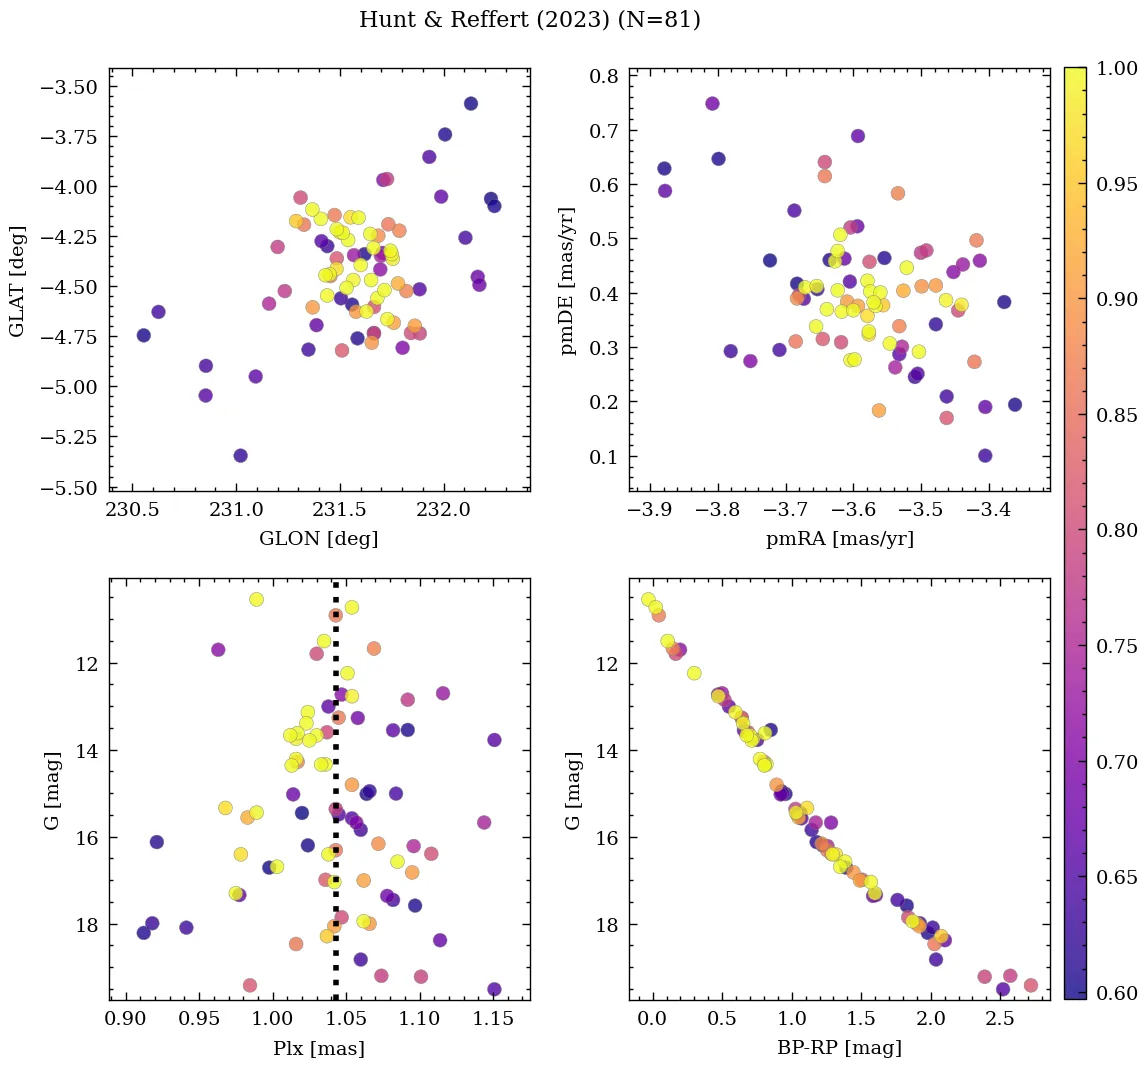 Hunt & Reffert (2023) (N=81)
−3.50
−3.75
−4.00
−4.25
−4.50
−4.75
−5.00
−5.25
−5.50
GLAT [deg]
230.5 231.0 231.5 232.0
GLON [deg]
0.8
0.7
0.6
0.5
0.4
0.3
0.2
0.1
pmDE [mas/yr]
−3.9 −3.8 −3.7 −3.6 −3.5 −3.4
pmRA [mas/yr]
12
14
16
18
G [mag]
0.90 0.95 1.00 1.05 1.10 1.15
Plx [mas]
12
14
16
18
G [mag]
0.0 0.5 1.0 1.5 2.0 2.5
BP-RP [mag]
1.00
0.95
0.90
0.85
0.80
0.75
0.70
0.65
0.60